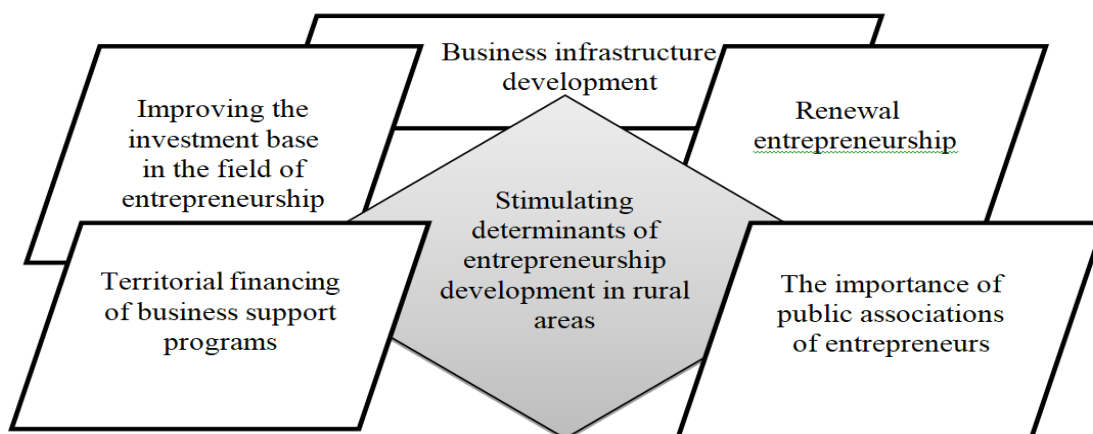 Business infrastructure
development
Improving the
investment base
in the field of
entrepreneurship
Renewal
entrepreneurship
Stimulating
determinants of
entrepreneurship
development in rural
areas
Territorial financing
of business support
programs
The importance of
public associations
of entrepreneurs